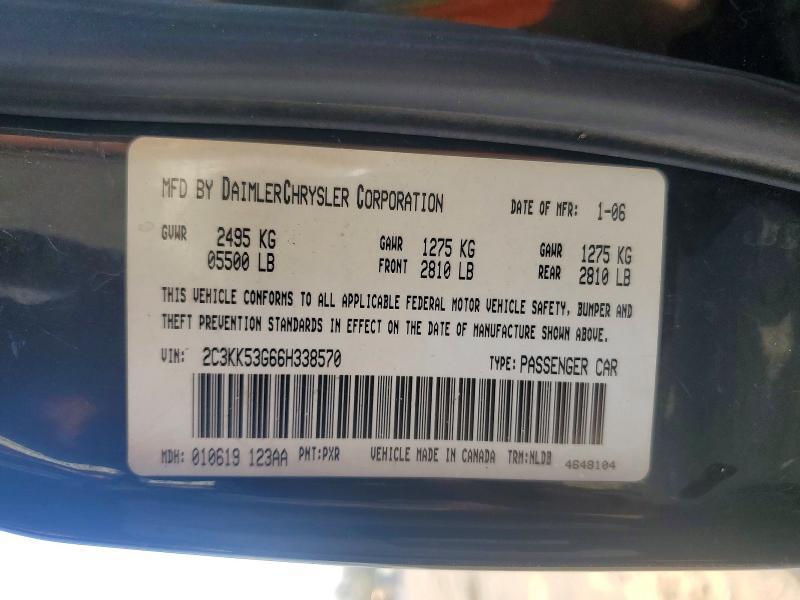 MFD BY DAIMLERCHRYSLER CORPORATION DATE OF MFR: 1-06
GVWR 2495 KG GAWR 1275 KG GAWR 1275 KG
05500 LB FRONT 2810 LB REAR 2810 LB
THIS VEHICLE CONFORMS TO ALL APPLICABLE FEDERAL MOTOR VEHICLE SAFETY, BUMPER AND
THEFT PREVENTION STANDARDS IN EFFECT ON THE DATE OF MANUFACTURE SHOWN ABOVE.
VIN: 2C3KK53G66H338570 TYPE: PASSENGER CAR
MDH: 010619 123AA PNT:PXR VEHICLE MADE IN CANADA TRM:NLDB 4648104